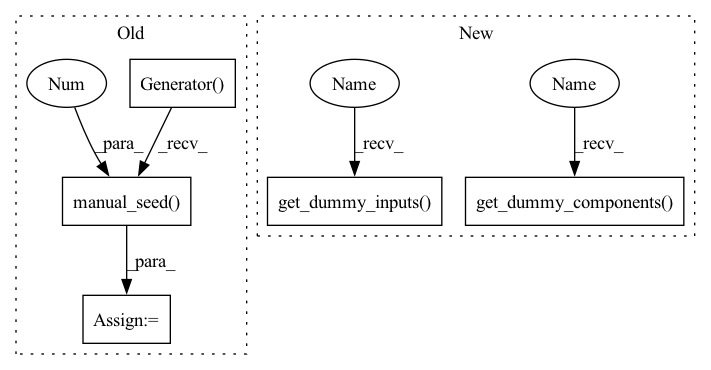 Old
New
Num
Generator()
Name
Name
_para_
_recv_
_recv_
_recv_
manual_seed()
get_dummy_inputs()
get_dummy_components()
_para_
Assign:=